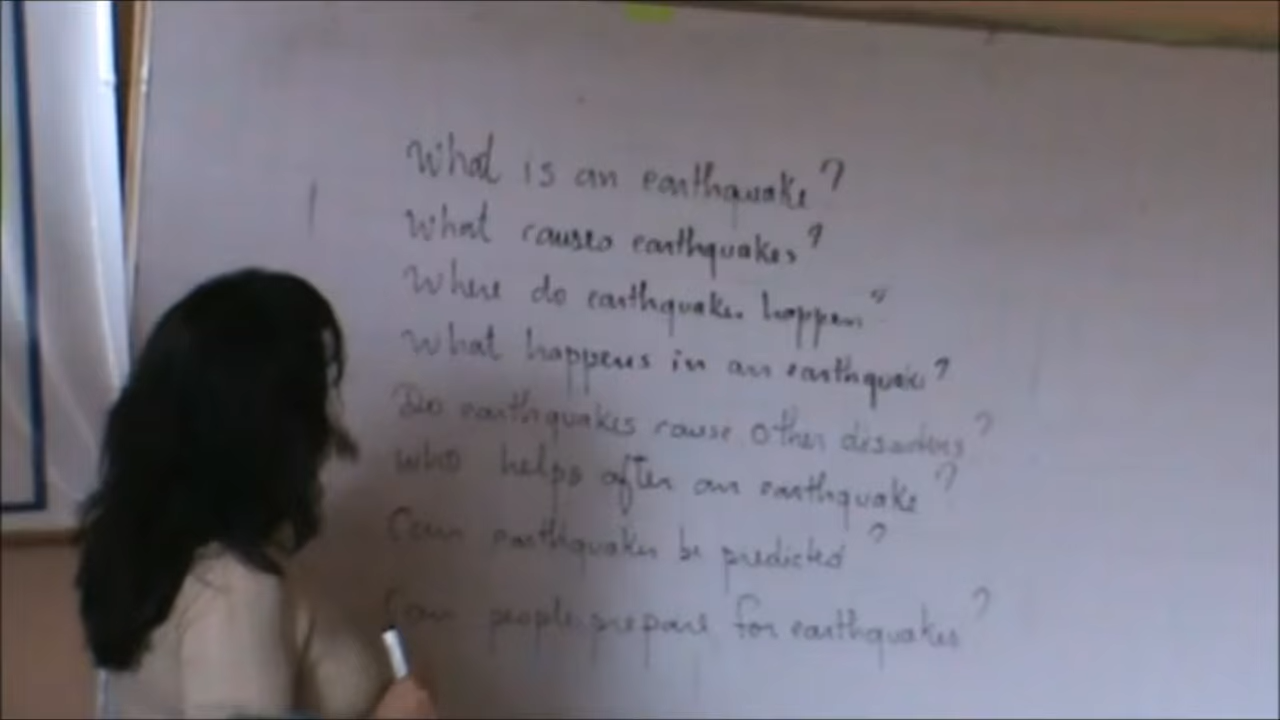 What is an earthquake?
What causes earthquakes?
Where do earthquakes happen?
What happens in an earthquake?
Do earthquakes cause other disasters?
who helps after an earthquake?
Can earthquakes be predicted?
Can people prepare for earthquakes?